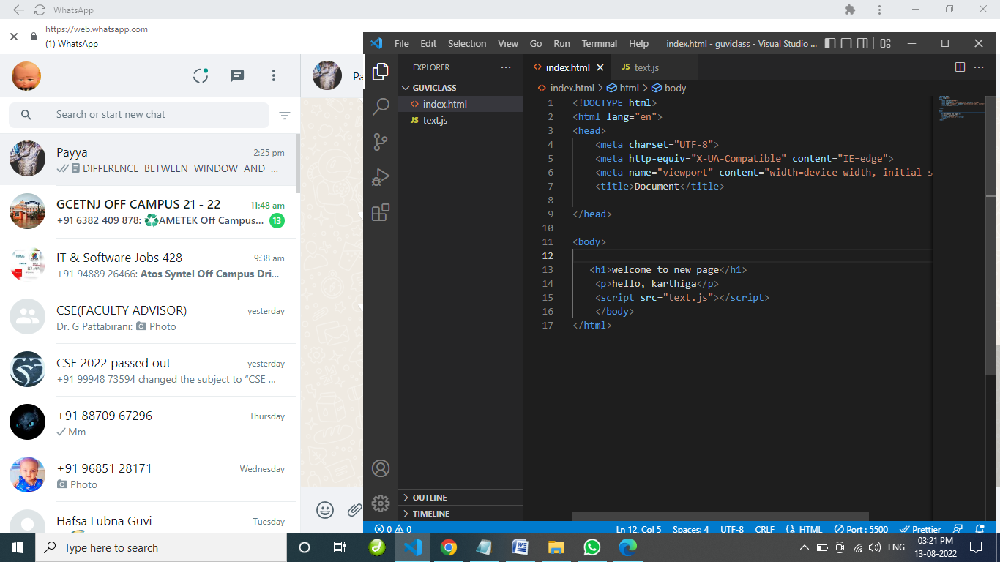 WhatsApp
https://web.whatsapp.com
(1) WhatsApp
Search or start new chat
Payya
2:25 pm
DIFFERENCE BETWEEN WINDOW AND ...
GCETNJ OFF CAMPUS 21 - 22
11:48 am
+91 6382 409 878: ♻️AMETEK Off Campus...
13
IT & Software Jobs 428
9:38 am
+91 94889 26466: Atos Syntel Off Campus Dri...
CSE(FACULTY ADVISOR)
yesterday
Dr. G Pattabirani: Photo
CSE 2022 passed out
yesterday
+91 99948 73594 changed the subject to “CSE ...
+91 88709 67296
Thursday
Mm
+91 96851 28171
Wednesday
Photo
Hafsa Lubna Guvi
Tuesday
Pa
File Edit Selection View Go Run Terminal Help index.html - guviclass - Visual Studio ...
EXPLORER
GUVICLASS
index.html
JS text.js
OUTLINE
TIMELINE
index.html JS text.js
index.html > html > body
1 <!DOCTYPE html>
2 <html lang="en">
3 <head>
4 <meta charset="UTF-8">
5 <meta http-equiv="X-UA-Compatible" content="IE=edge">
6 <meta name="viewport" content="width=device-width, initial-s
7 <title>Document</title>
8
9 </head>
10
11 <body>
12
13 <h1>welcome to new page</h1>
14 <p>hello, karthiga</p>
15 <script src="text.js"></script>
16 </body>
17 </html>
0 0 Ln 12, Col 5 Spaces: 4 UTF-8 CRLF HTML Port : 5500 Prettier
Type here to search
ENG
03:21 PM
13-08-2022